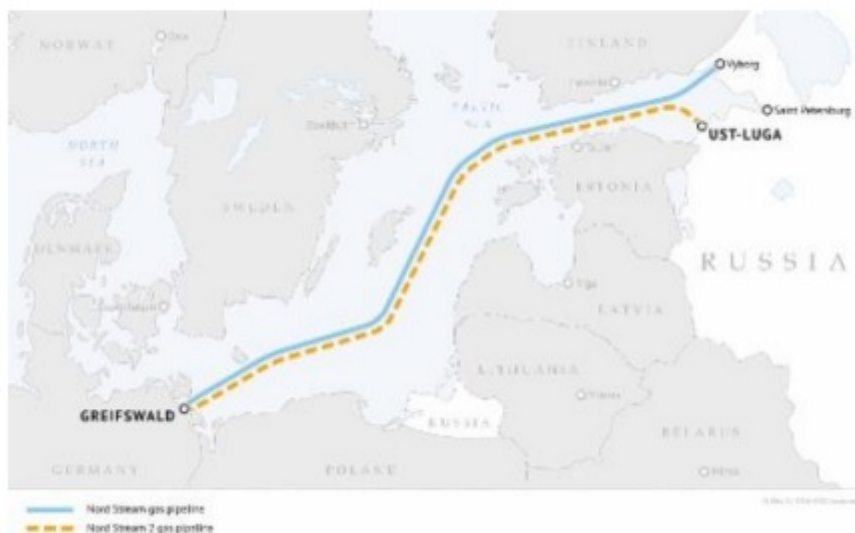 NORWAY
FINLAND
Vyborg
Saint Petersburg
UST-LUGA
NORTH
SEA
SEA
ESTONIA
SWEDEN
DENMARK
RUSSIA
Riga
LATVIA
LITHUANIA
GREIFSWALD
RUSSIA
BELARUS
GERMANY
POLAND
Nord Stream gas pipeline
Nord Stream 2 gas pipeline